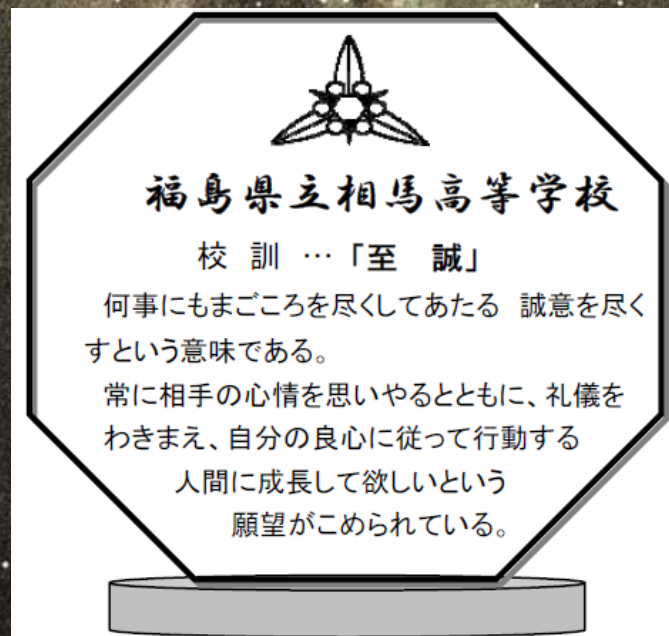 福島県立相馬高等学校
校 訓 …「至 誠」
何事にもまごころを尽くしてあたる 誠意を尽く
すという意味である。
常に相手の心情を思いやるとともに、礼儀を
わきまえ、自分の良心に従って行動する
人間に成長して欲しいという
願望がこめられている。